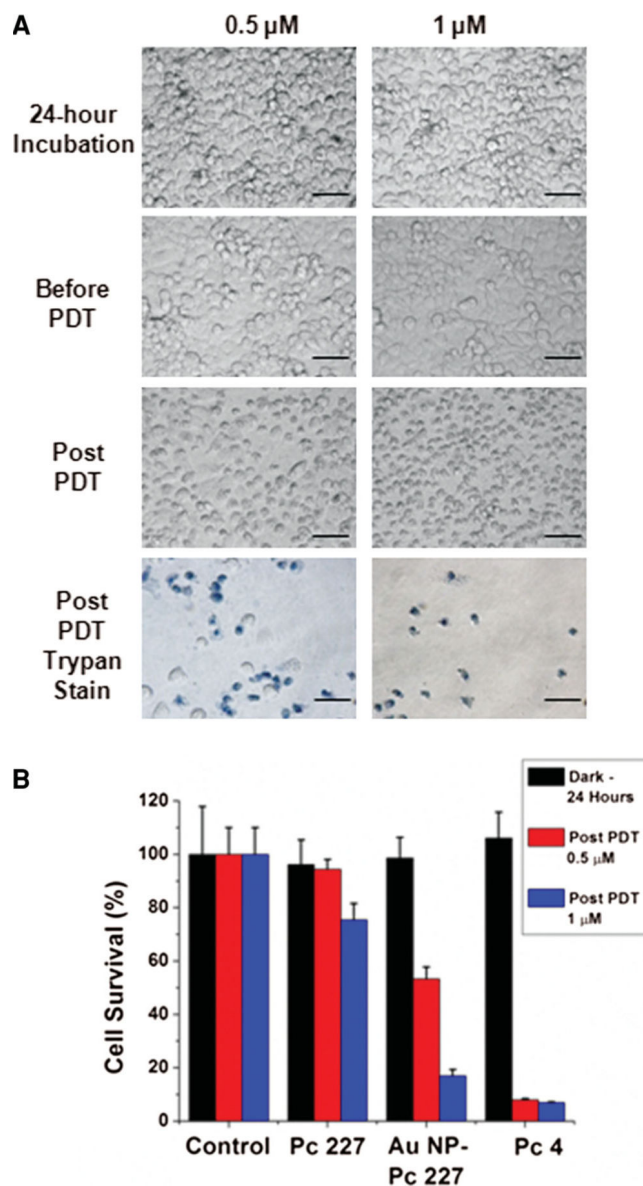 A
0.5 µM
1 µM
24-hour
Incubation
Before
PDT
Post
PDT
Post
PDT
Trypan
Stain
B
Dark -
24 Hours
Post PDT
0.5 µM
Post PDT
1 µM
120
100
80
60
40
20
0
Cell Survival (%)
Control
Pc 227
Au NP-
Pc 227
Pc 4